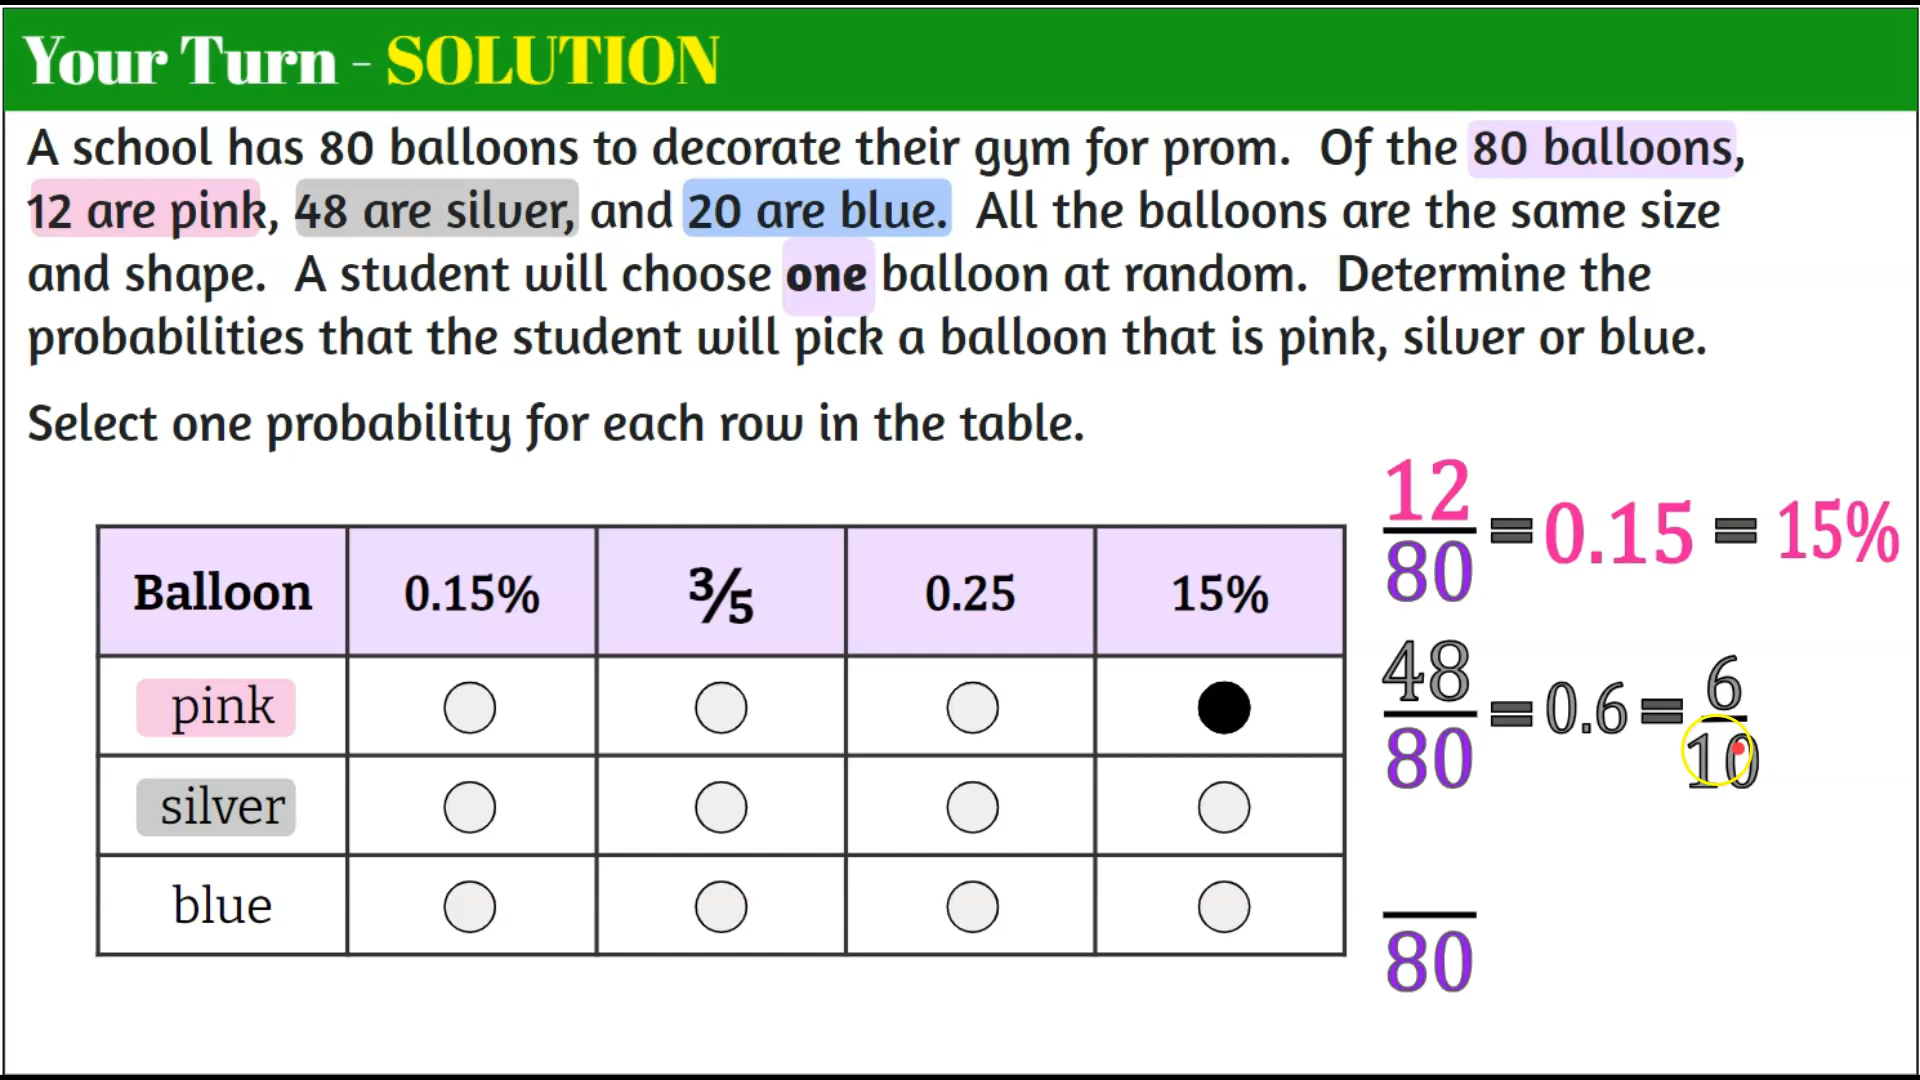 Your Turn - SOLUTION
A school has 80 balloons to decorate their gym for prom. Of the 80 balloons,
12 are pink, 48 are silver, and 20 are blue. All the balloons are the same size
and shape. A student will choose one balloon at random. Determine the
probabilities that the student will pick a balloon that is pink, silver or blue.
Select one probability for each row in the table.
12/80 = 0.15 = 15%
Balloon 0.15% ⅗ 0.25 15%
pink
48/80 = 0.6 = 6/10
silver
blue
80